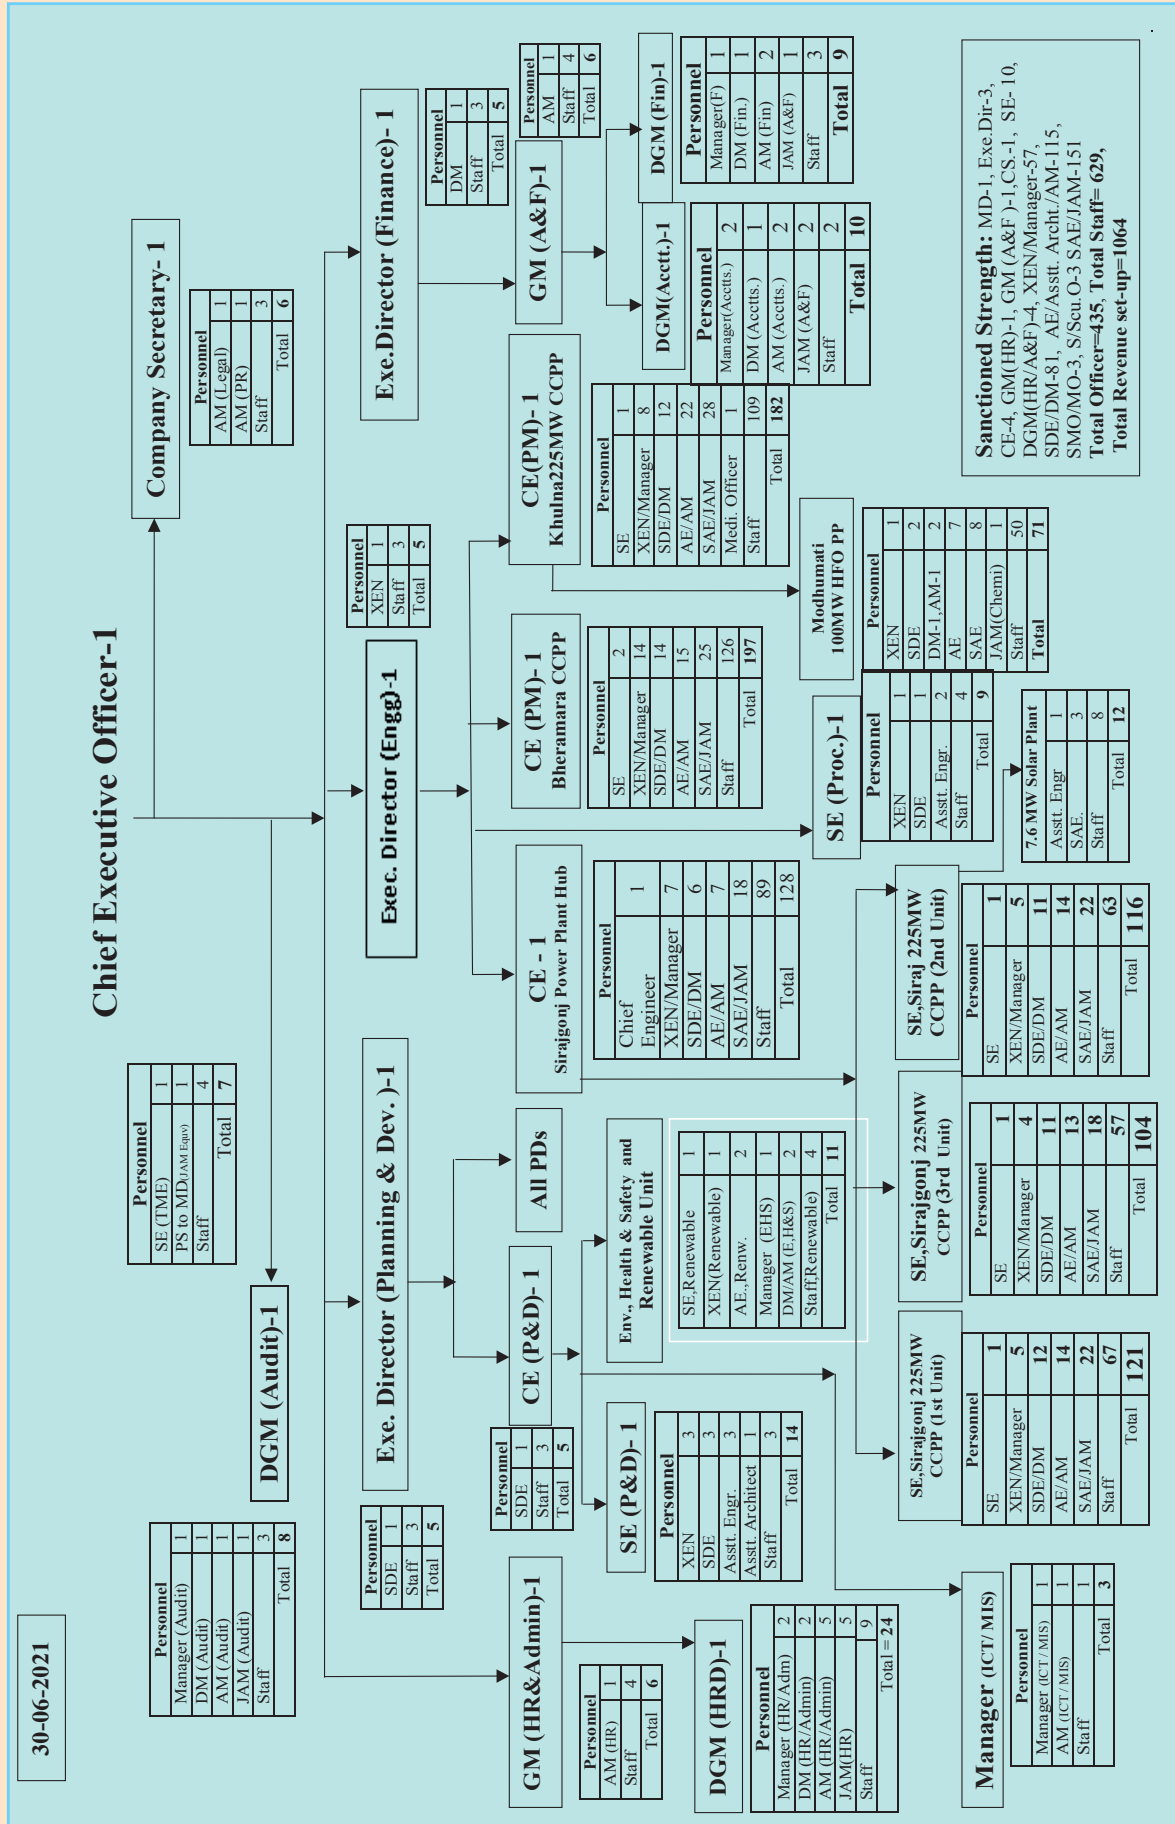 30-06-2021
Chief Executive Officer-1
Personnel
SE (TME) 1
PS to MD(JAM Equv) 1
Staff 4
Total 7
Company Secretary- 1
Personnel
AM (Legal) 1
AM (PR) 1
Staff 3
Total 6
DGM (Audit)-1
Personnel
Manager (Audit) 1
DM (Audit) 1
AM (Audit) 1
JAM (Audit) 1
Staff 3
Total 8
Exe. Director (Planning & Dev. )-1
Personnel
SDE 1
Staff 3
Total 5
Exec. Director (Engg)-1
Personnel
XEN 1
Staff 3
Total 5
Exe.Director (Finance)- 1
Personnel
DM 1
Staff 3
Total 5
GM (HR&Admin)-1
Personnel
AM (HR) 1
Staff 4
Total 6
CE (P&D)- 1
Personnel
SDE 1
Staff 3
Total 5
All PDs
CE - 1
Sirajgonj Power Plant Hub
Personnel
Chief
Engineer 1
XEN/Manager 7
SDE/DM 6
AE/AM 7
SAE/JAM 18
Staff 89
Total 128
CE (PM)- 1
Bheramara CCPP
Personnel
SE 2
XEN/Manager 14
SDE/DM 14
AE/AM 15
SAE/JAM 25
Staff 126
Total 197
CE(PM)- 1
Khulna225MW CCPP
Personnel
SE 1
XEN/Manager 8
SDE/DM 12
AE/AM 22
SAE/JAM 28
Medi. Officer 1
Staff 109
Total 182
GM (A&F)-1
Personnel
AM 1
Staff 4
Total 6
DGM (HRD)-1
Personnel
Manager (HR/Adm) 2
DM (HR/Admin) 2
AM (HR/Admin) 5
JAM(HR) 5
Staff 9
Total = 24
SE (P&D)- 1
Personnel
XEN 3
SDE 3
Asstt. Engr. 3
Asstt. Architect 1
Staff 3
Total 14
Env., Health & Safety and
Renewable Unit
SE,Renewable 1
XEN(Renewable) 1
AE.,Renw. 2
Manager (EHS) 1
DM/AM (E,H&S) 2
Staff,Renewable) 4
Total 11
SE (Proc.)-1
Personnel
XEN 1
SDE 1
Asstt. Engr. 2
Staff 4
Total 9
Modhumati
100MW HFO PP
Personnel
XEN 1
SDE 2
DM-1,AM-1 2
AE 7
SAE 8
JAM(Chemi) 1
Staff 50
Total 71
DGM(Acctt.)-1
Personnel
Manager(Acctts.) 2
DM (Acctts.) 1
AM (Acctts.) 2
JAM (A&F) 2
Staff 2
Total 10
DGM (Fin)-1
Personnel
Manager(F) 1
DM (Fin.) 1
AM (Fin) 2
JAM (A&F) 1
Staff 3
Total 9
Manager (ICT/ MIS)
Personnel
Manager (ICT / MIS) 1
AM (ICT / MIS) 1
Staff 1
Total 3
SE,Sirajgonj 225MW
CCPP (1st Unit)
Personnel
SE 1
XEN/Manager 5
SDE/DM 12
AE/AM 14
SAE/JAM 22
Staff 67
Total 121
SE,Sirajgonj 225MW
CCPP (3rd Unit)
Personnel
SE 1
XEN/Manager 4
SDE/DM 11
AE/AM 13
SAE/JAM 18
Staff 57
Total 104
SE,Siraj 225MW
CCPP (2nd Unit)
Personnel
SE 1
XEN/Manager 5
SDE/DM 11
AE/AM 14
SAE/JAM 22
Staff 63
Total 116
7.6 MW Solar Plant
Asstt. Engr 1
SAE. 3
Staff 8
Total 12
Sanctioned Strength: MD-1, Exe.Dir-3,
CE-4, GM(HR)-1, GM (A&F )-1,CS.-1, SE- 10,
DGM(HR/A&F)-4, XEN/Manager-57,
SDE/DM-81, AE/Asstt. Archt./AM-115,
SMO/MO-3, S/Scu.O-3 SAE/JAM-151
Total Officer=435, Total Staff= 629,
Total Revenue set-up=1064